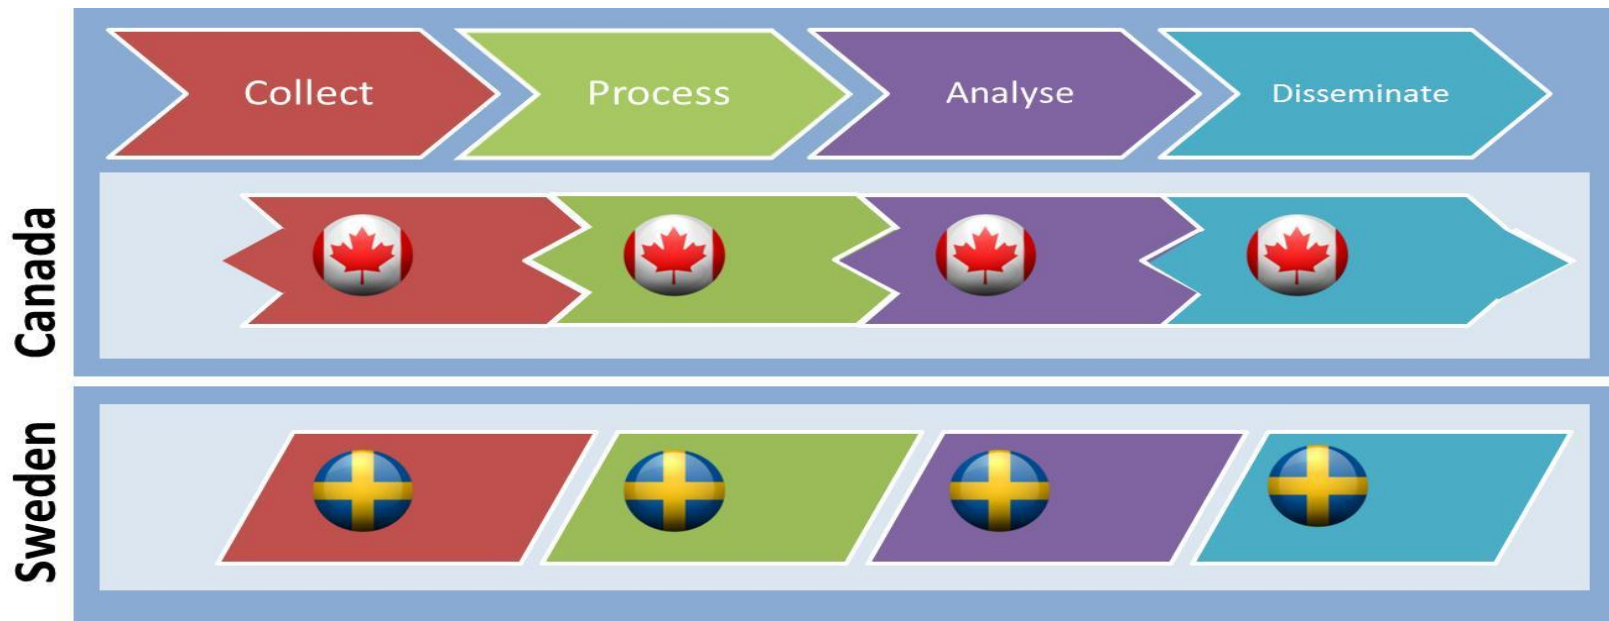 Collect
Process
Analyse
Disseminate
Canada
Sweden